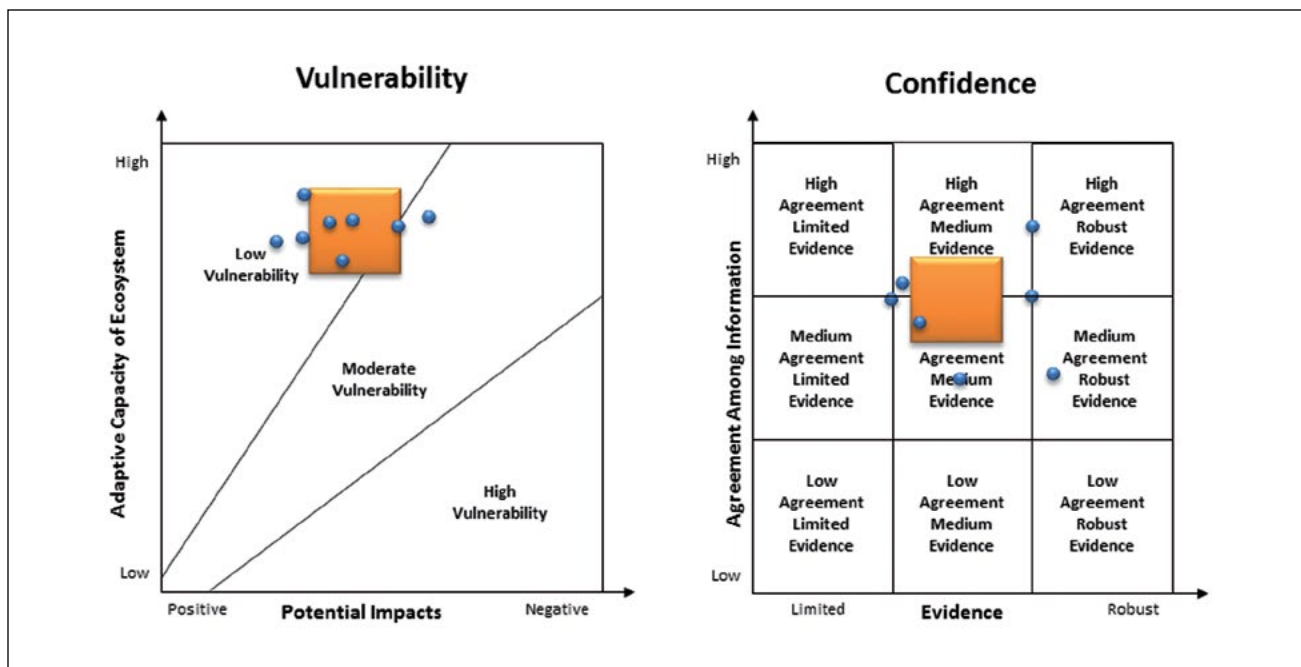 Vulnerability
High
Low
Vulnerability
Moderate
Vulnerability
High
Vulnerability
Low
Adaptive Capacity of Ecosystem
Positive
Potential Impacts
Negative
Confidence
High
High
Agreement
Limited
Evidence
High
Agreement
Medium
Evidence
High
Agreement
Robust
Evidence
Medium
Agreement
Limited
Evidence
Agreement
Medium
Evidence
Medium
Agreement
Robust
Evidence
Low
Agreement
Limited
Evidence
Low
Agreement
Medium
Evidence
Low
Agreement
Robust
Evidence
Low
Agreement Among Information
Limited
Evidence
Robust